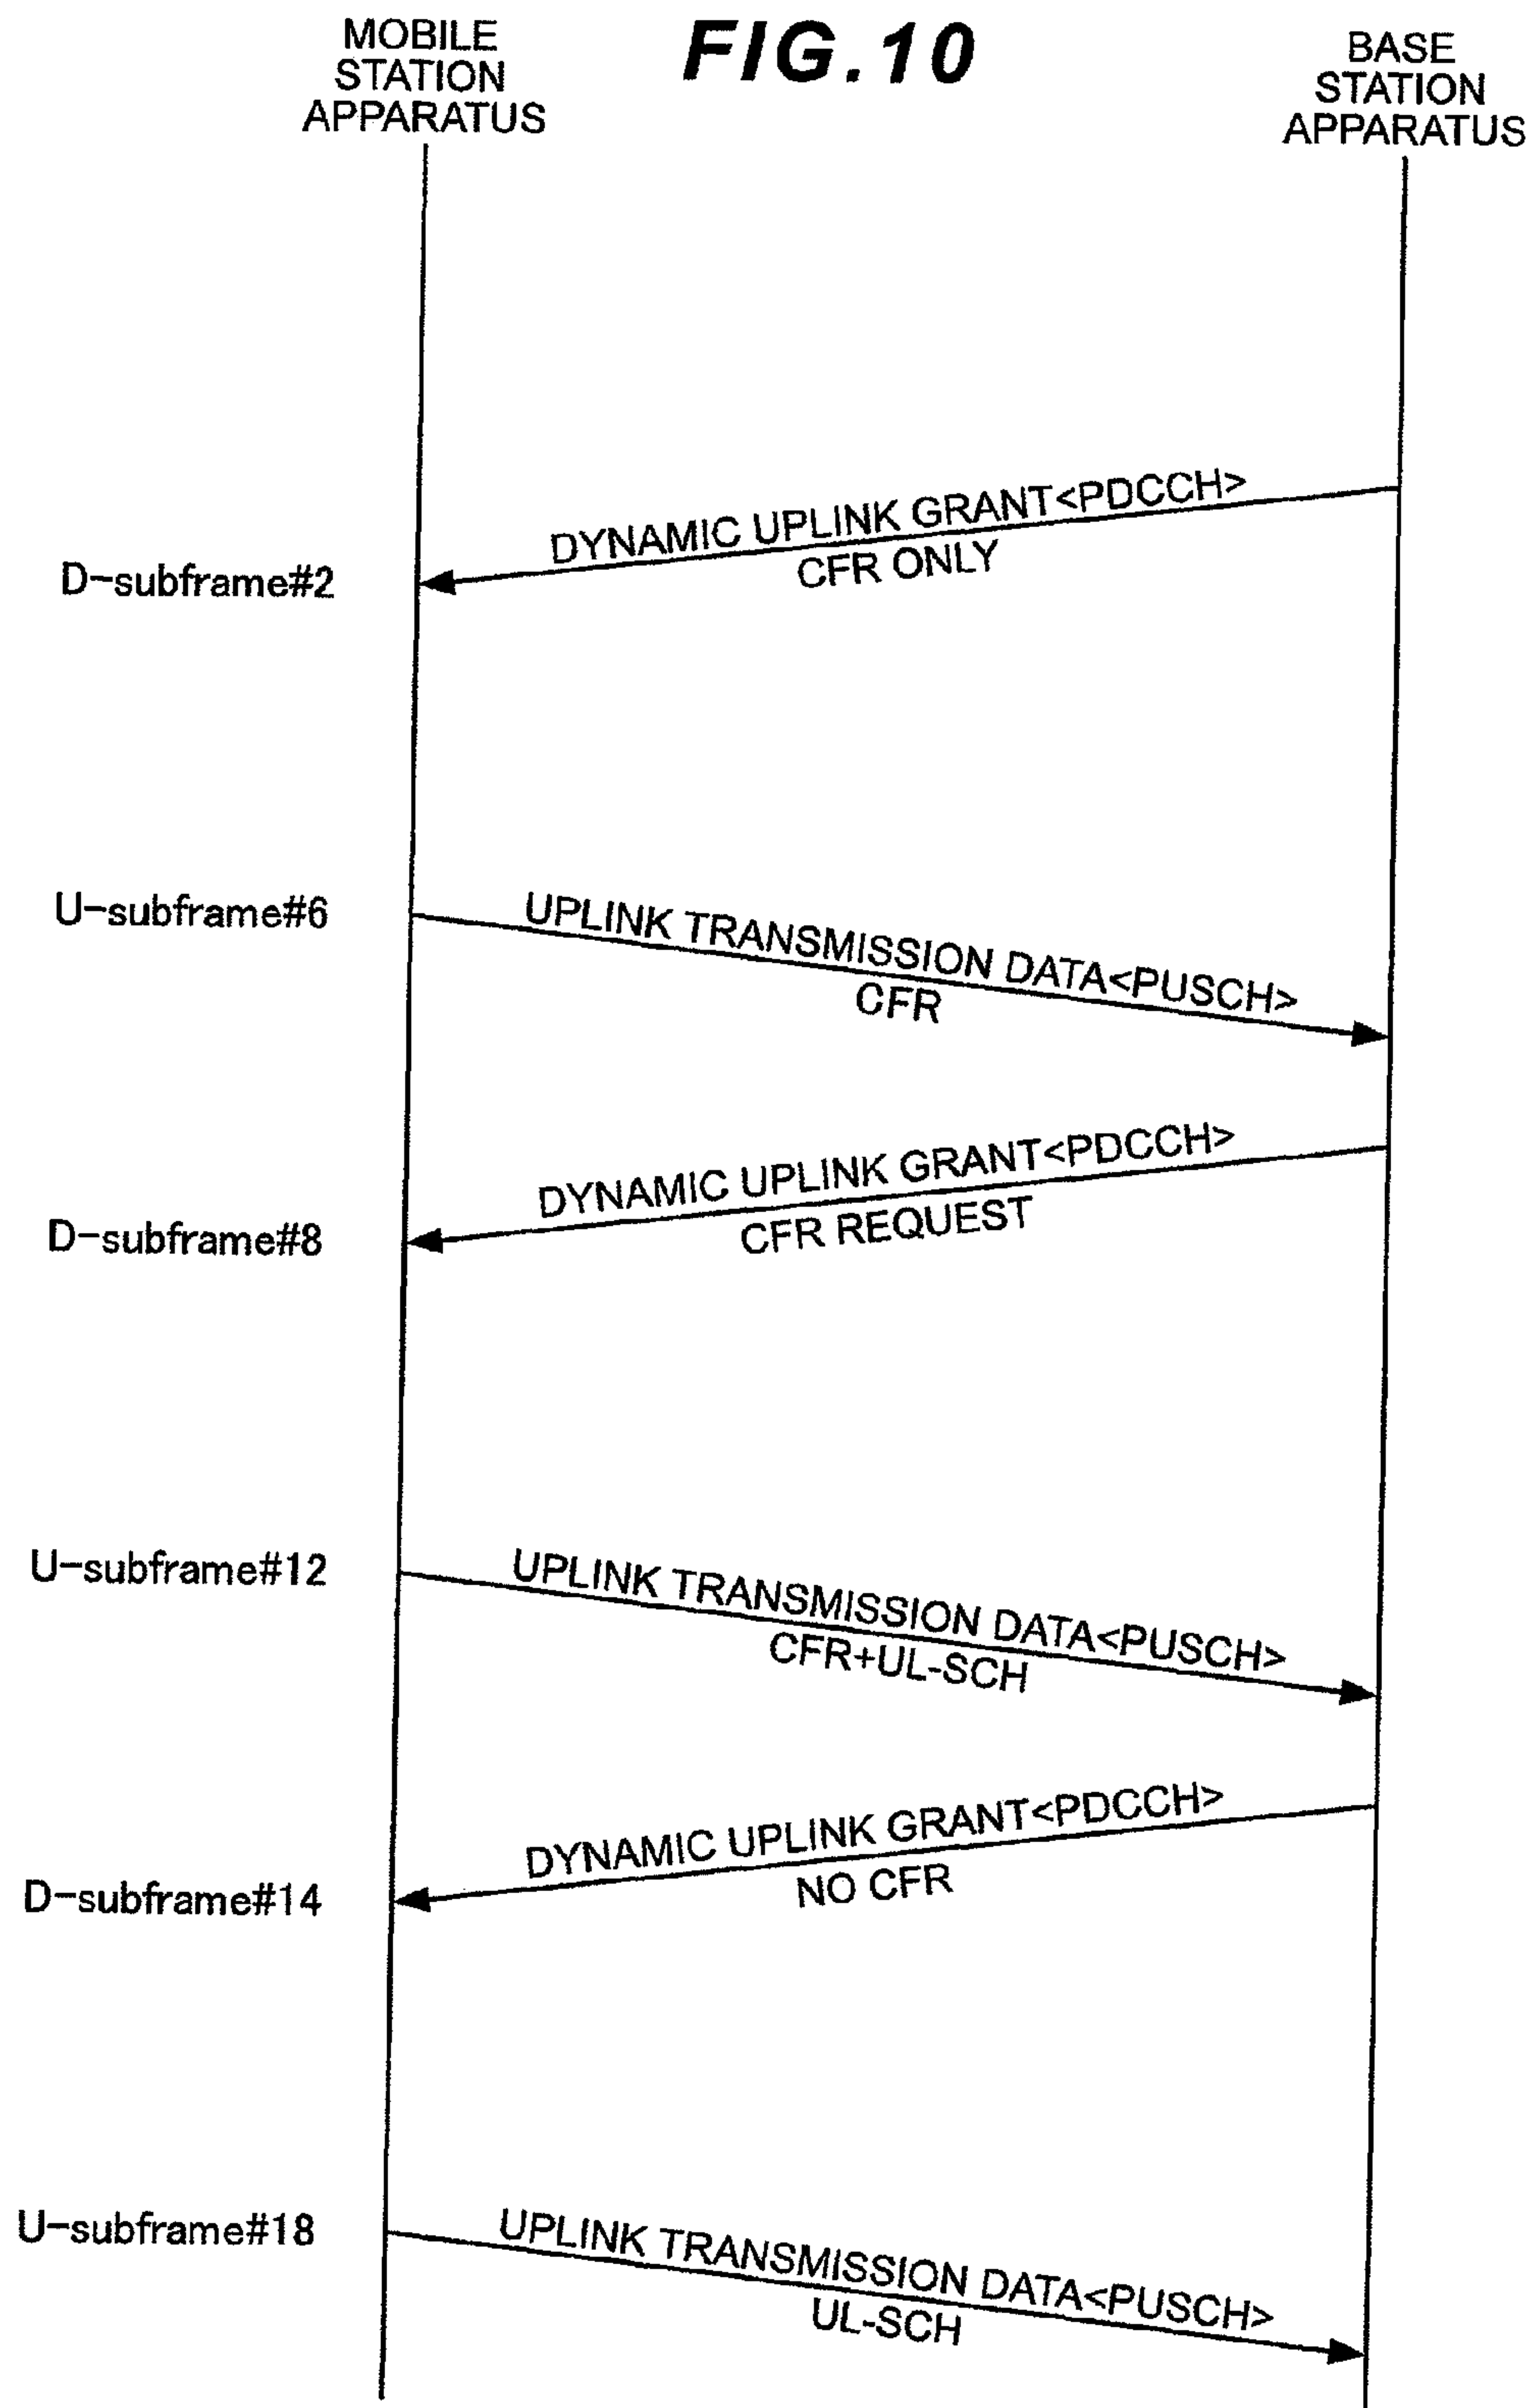 FIG.10
MOBILE
STATION
APPARATUS
BASE
STATION
APPARATUS
DYNAMIC UPLINK GRANT<PDCCH>
CFR ONLY
D-subframe#2
U-subframe#6
UPLINK TRANSMISSION DATA<PUSCH>
CFR
DYNAMIC UPLINK GRANT<PDCCH>
CFR REQUEST
D-subframe#8
U-subframe#12
UPLINK TRANSMISSION DATA<PUSCH>
CFR+UL-SCH
DYNAMIC UPLINK GRANT<PDCCH>
NO CFR
D-subframe#14
U-subframe#18
UPLINK TRANSMISSION DATA<PUSCH>
UL-SCH